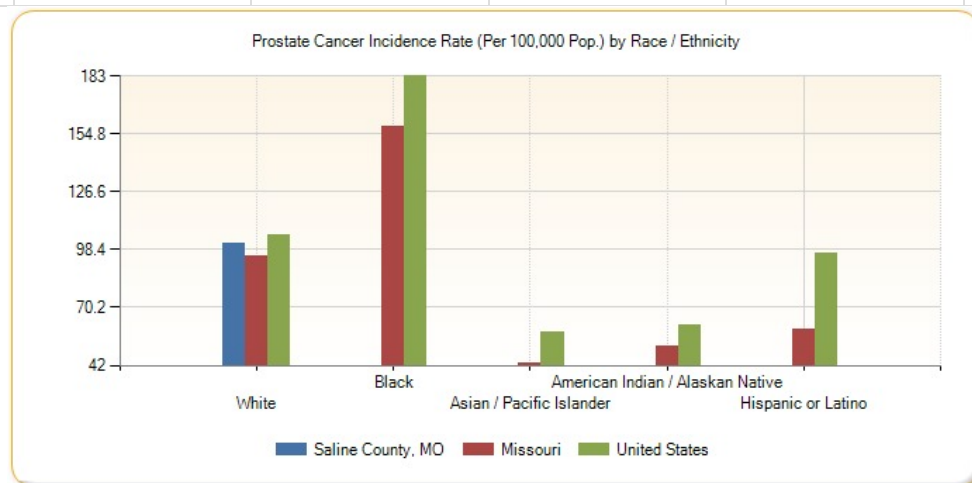 Prostate Cancer Incidence Rate (Per 100,000 Pop.) by Race / Ethnicity
183
154.8
126.6
98.4
70.2
42
Black American Indian / Alaskan Native
White Asian / Pacific Islander Hispanic or Latino
Saline County, MO Missouri United States